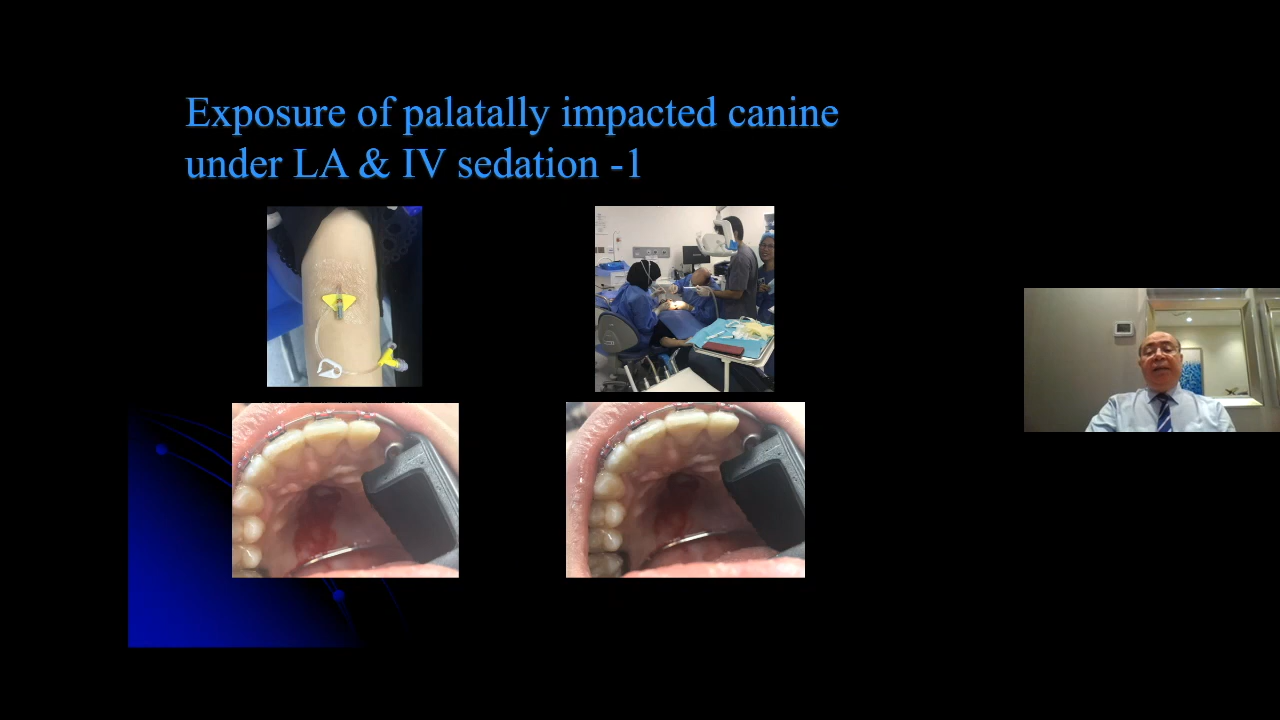 Exposure of palatally impacted canine
under LA & IV sedation -1